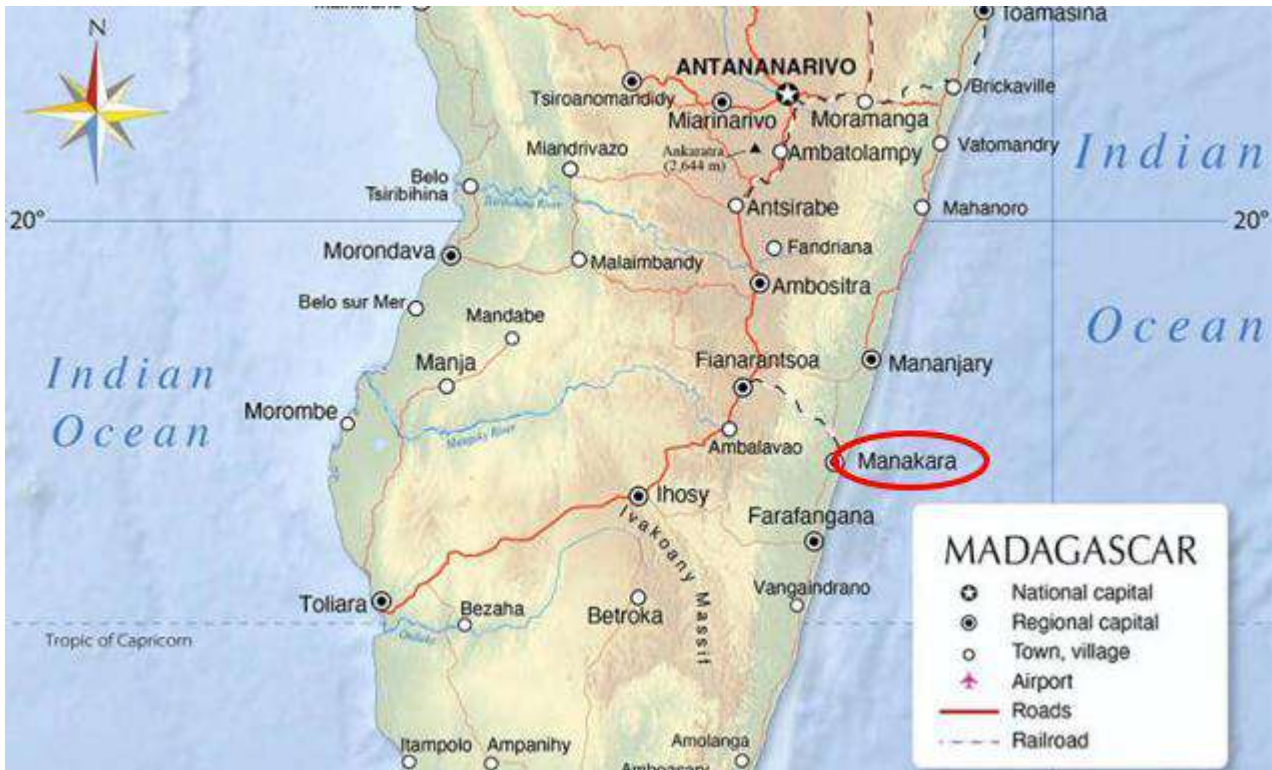 N
Toamasina
ANTANANARIVO
Tsiroanomandidy
Brickaville
Miarinarivo
Moramanga
Miandrivazo
Ankaratra
(2,644 m)
Ambatolampy
Vatomandry
Indian
Belo
Tsiribihina
Antsirabe
Mahanoro
20°
20°
Morondava
Malaimbandy
Fandriana
Ambositra
Belo sur Mer
Mandabe
Ocean
Manja
Fianarantsoa
Mananjary
Indian
Ocean
Morombe
Mangoky River
Ambalavao
Manakara
Ihosy
Ivakoany Massif
Farafangana
Toliara
Bezaha
Betroka
Vangaindrano
Tropic of Capricorn
Itampolo
Ampanihy
Amolanga
MADAGASCAR
National capital
Regional capital
Town, village
Airport
Roads
Railroad